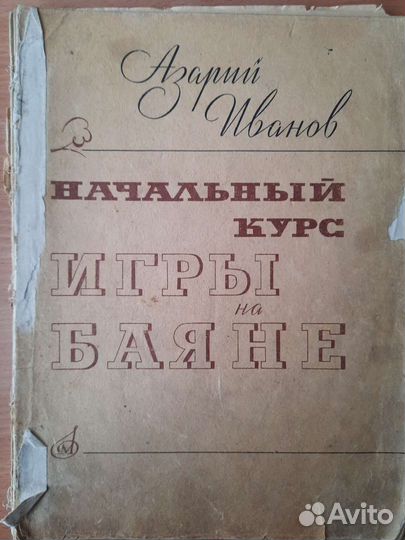 Азарий
Иванов
НАЧАЛЬНЫЙ
КУРС
ИГРЫ
на
БАЯНЕ
Avito